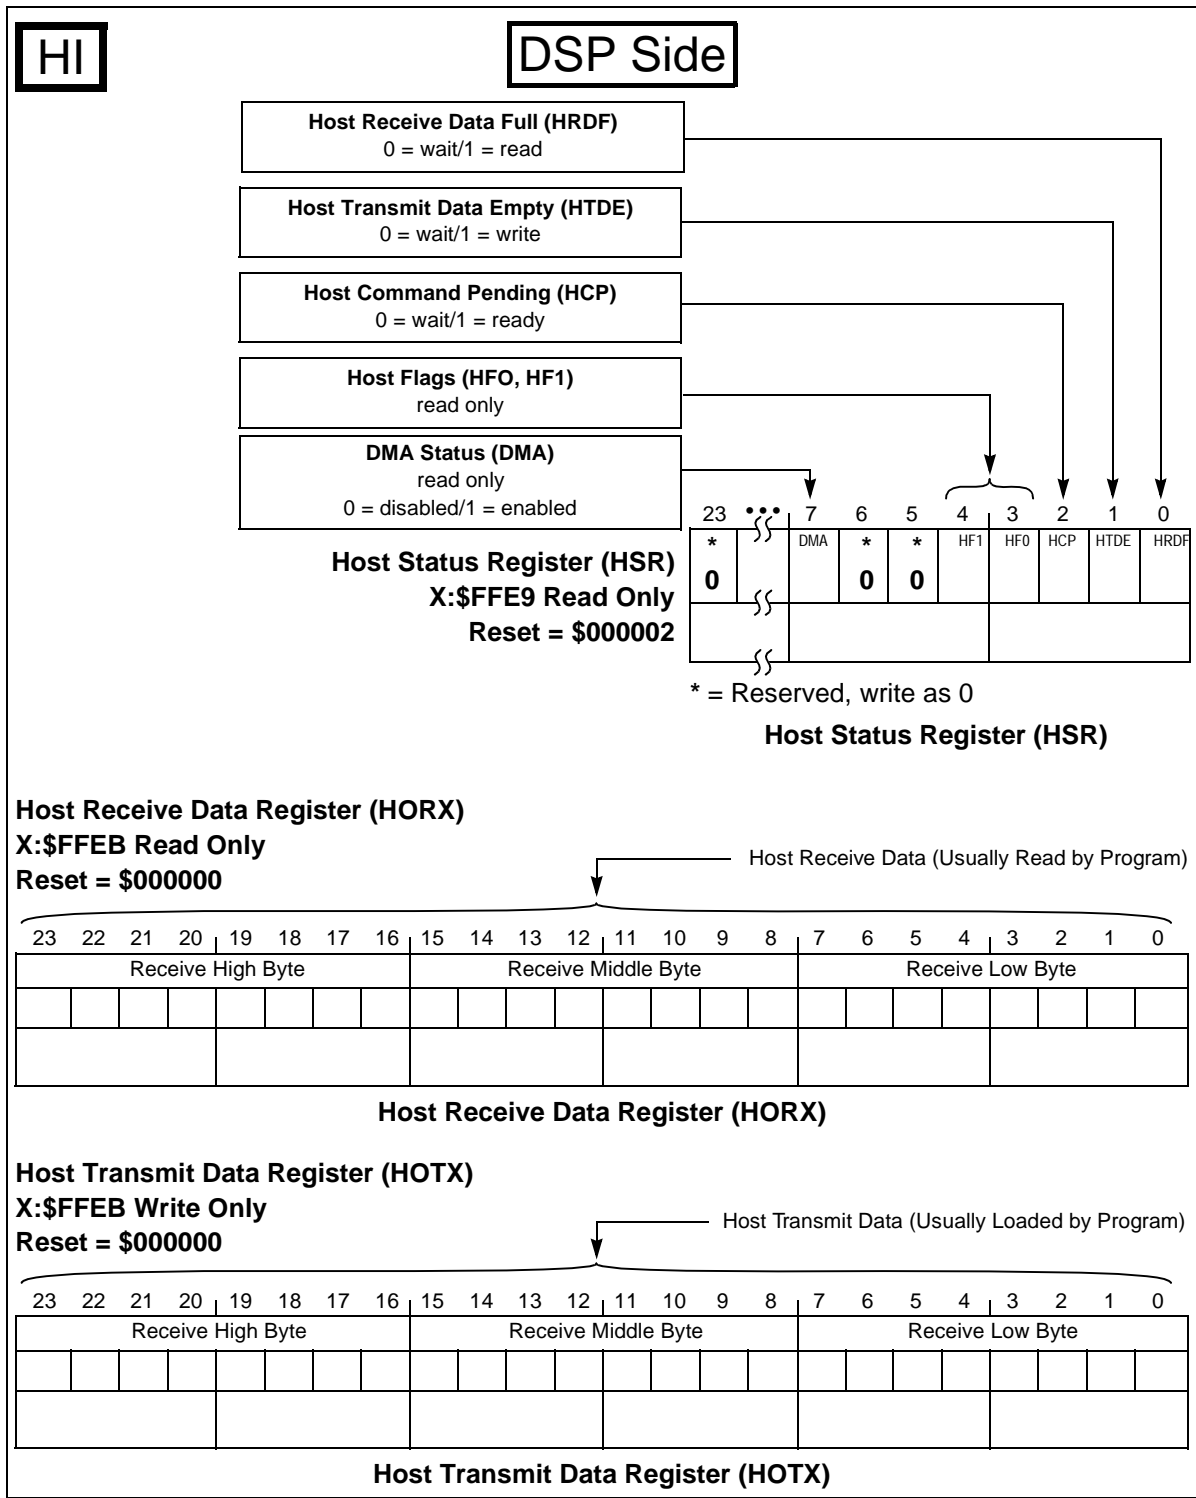 HI
DSP Side
Host Receive Data Full (HRDF)
0 = wait/1 = read
Host Transmit Data Empty (HTDE)
0 = wait/1 = write
Host Command Pending (HCP)
0 = wait/1 = ready
Host Flags (HFO, HF1)
read only
DMA Status (DMA)
read only
0 = disabled/1 = enabled
23 ••• 7 6 5 4 3 2 1 0
* DMA * * HF1 HF0 HCP HTDE HRDF
0 0 0
Host Status Register (HSR)
X:$FFE9 Read Only
Reset = $000002
* = Reserved, write as 0
Host Status Register (HSR)
Host Receive Data Register (HORX)
X:$FFEB Read Only
Reset = $000000
Host Receive Data (Usually Read by Program)
23 22 21 20 19 18 17 16 15 14 13 12 11 10 9 8 7 6 5 4 3 2 1 0
Receive High Byte Receive Middle Byte Receive Low Byte
Host Receive Data Register (HORX)
Host Transmit Data Register (HOTX)
X:$FFEB Write Only
Reset = $000000
Host Transmit Data (Usually Loaded by Program)
23 22 21 20 19 18 17 16 15 14 13 12 11 10 9 8 7 6 5 4 3 2 1 0
Receive High Byte Receive Middle Byte Receive Low Byte
Host Transmit Data Register (HOTX)